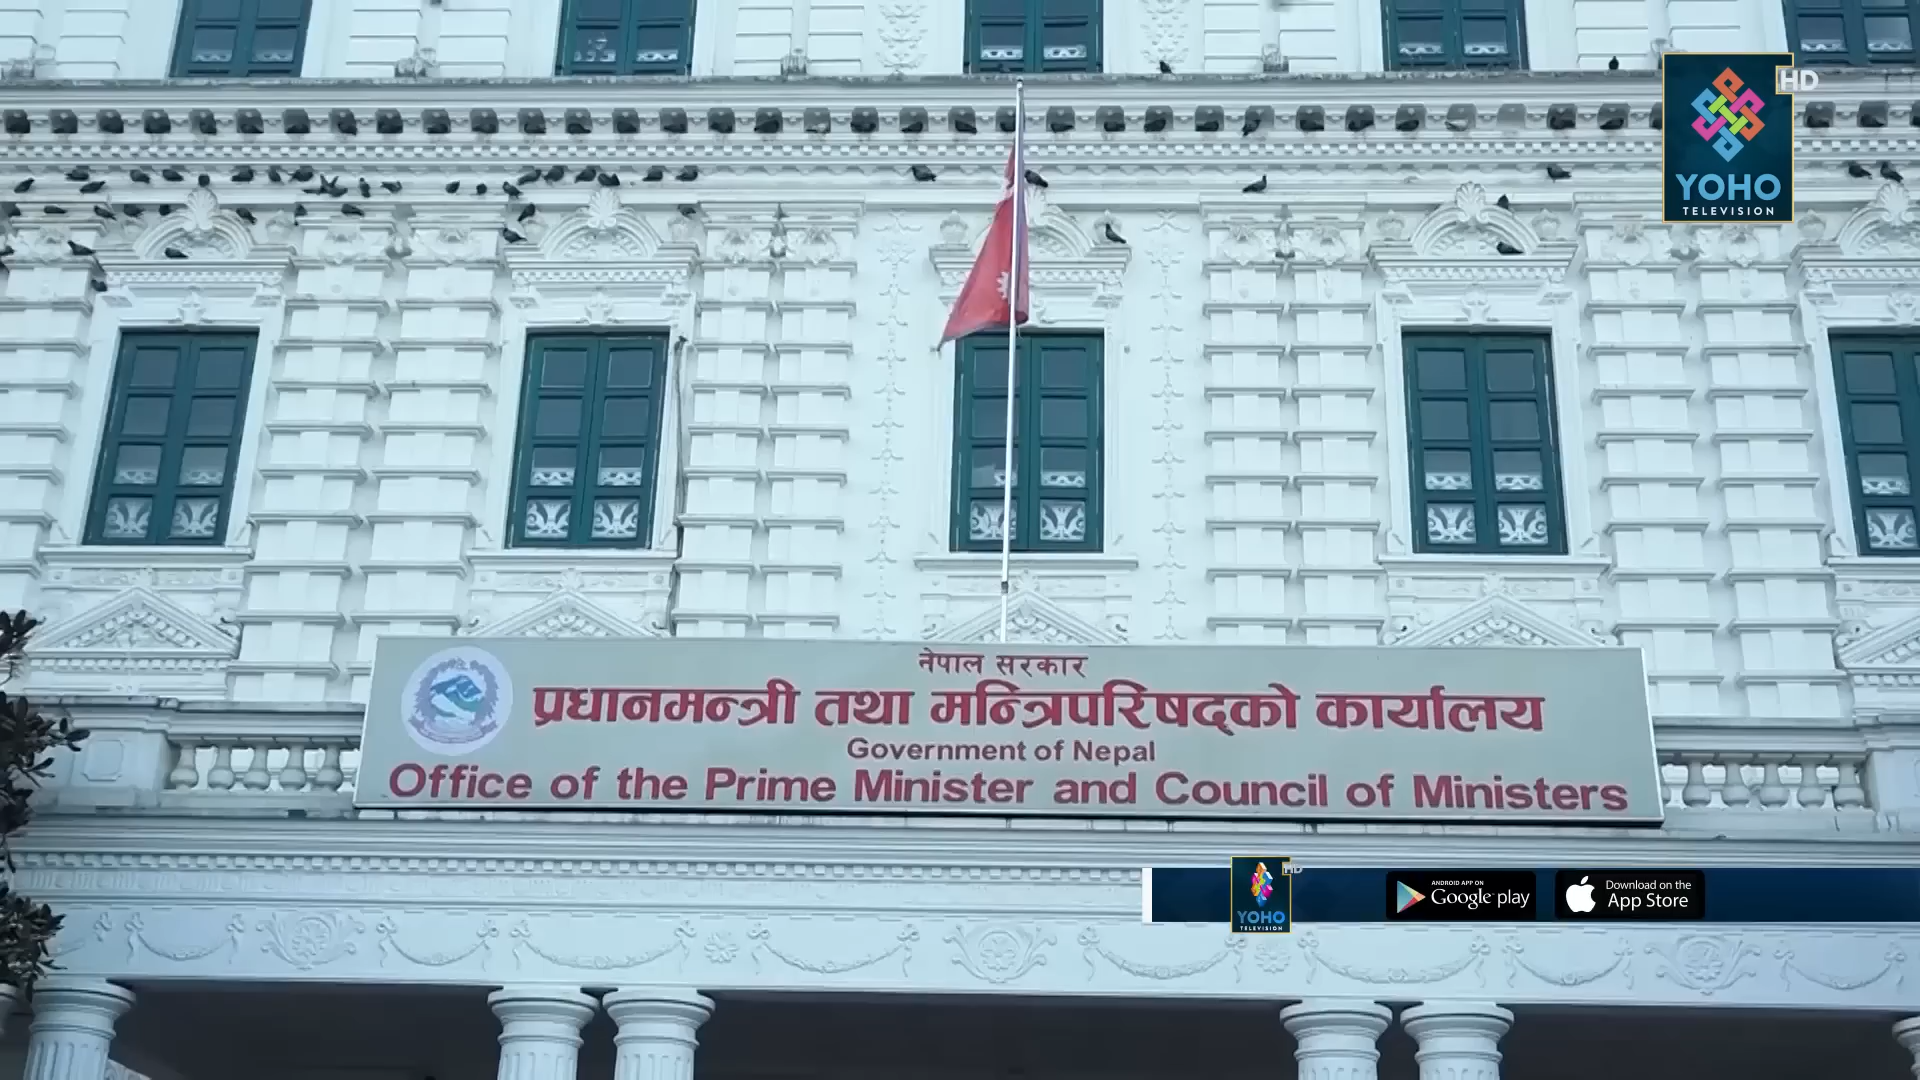 HD
YOHO
TELEVISION
नेपाल सरकार
प्रधानमन्त्री तथा मन्त्रिपरिषद्को कार्यालय
Government of Nepal
Office of the Prime Minister and Council of Ministers
HD
YOHO
TELEVISION
ANDROID APP ON
Google play
Download on the
App Store